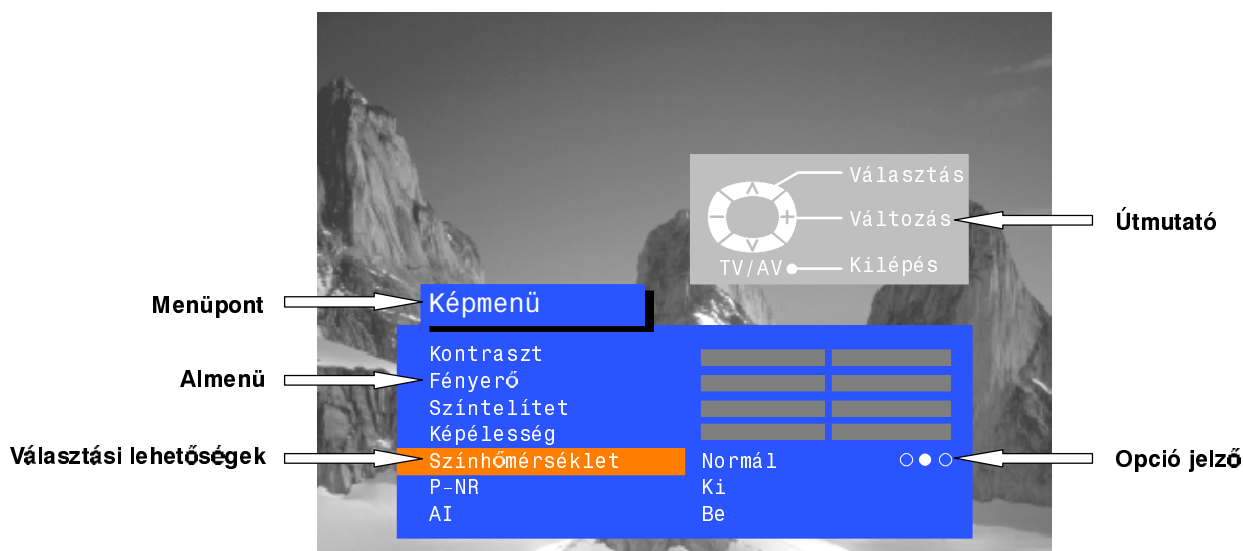 Választás
Változás
Útmutató
TV/AV Kilépés
Menüpont
Képmenü
Kontraszt
Almenü
Fényerő
Színtelítet
Képélesség
Választási lehetőségek
Színhőmérséklet Normál
Opció jelző
P-NR Ki
AI Be